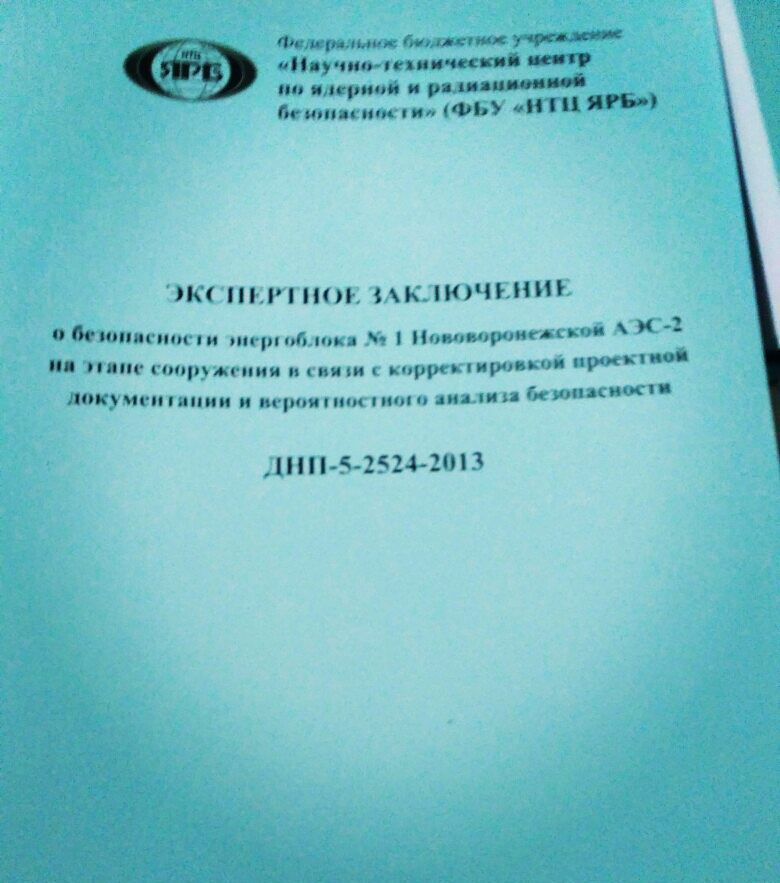 НТЦ
ЯРБ
Федеральное бюджетное учреждение
«Научно-технический центр
по ядерной и радиационной
безопасности» (ФБУ «НТЦ ЯРБ»)
ЭКСПЕРТНОЕ ЗАКЛЮЧЕНИЕ
о безопасности энергоблока № 1 Нововоронежской АЭС-2
на этапе сооружения в связи с корректировкой проектной
документации и вероятностного анализа безопасности
ДНП-5-2524-2013